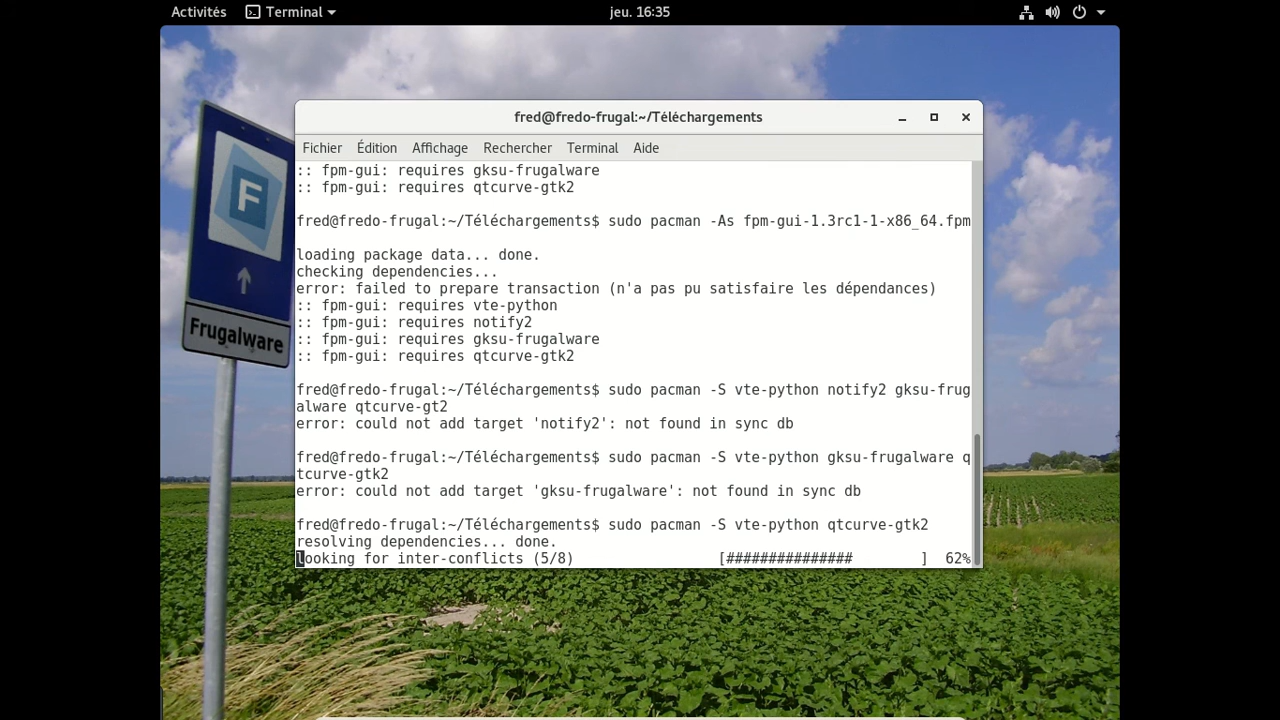 Activités
Terminal
jeu. 16:35
F
Frugalware
fred@fredo-frugal:~/Téléchargements
Fichier Édition Affichage Rechercher Terminal Aide
:: fpm-gui: requires gksu-frugalware
:: fpm-gui: requires qtcurve-gtk2
fred@fredo-frugal:~/Téléchargements$ sudo pacman -As fpm-gui-1.3rc1-1-x86_64.fpm
loading package data... done.
checking dependencies...
error: failed to prepare transaction (n'a pas pu satisfaire les dépendances)
:: fpm-gui: requires vte-python
:: fpm-gui: requires notify2
:: fpm-gui: requires gksu-frugalware
:: fpm-gui: requires qtcurve-gtk2
fred@fredo-frugal:~/Téléchargements$ sudo pacman -S vte-python notify2 gksu-frug
alware qtcurve-gt2
error: could not add target 'notify2': not found in sync db
fred@fredo-frugal:~/Téléchargements$ sudo pacman -S vte-python gksu-frugalware q
tcurve-gtk2
error: could not add target 'gksu-frugalware': not found in sync db
fred@fredo-frugal:~/Téléchargements$ sudo pacman -S vte-python qtcurve-gtk2
resolving dependencies... done.
looking for inter-conflicts (5/8) [############### ] 62%